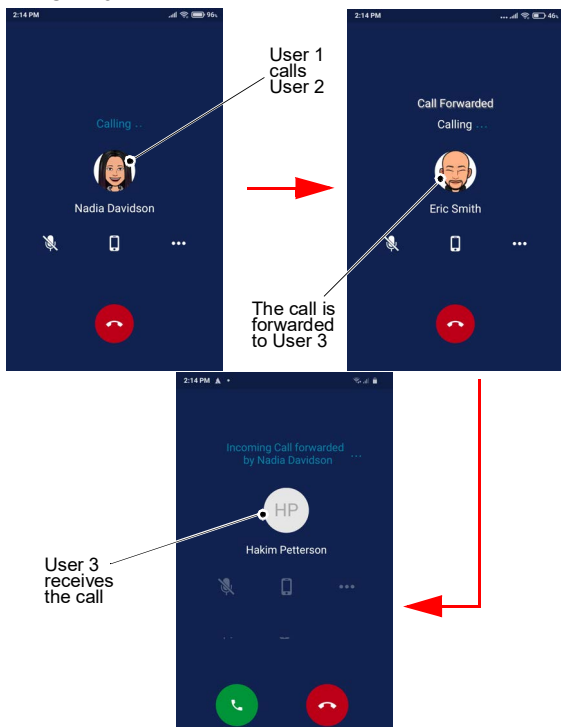 2:14 PM
96%
Calling ..
Nadia Davidson
User 1
calls
User 2
2:14 PM
46%
Call Forwarded
Calling ...
Eric Smith
The call is
forwarded
to User 3
2:14 PM
Incoming Call forwarded
by Nadia Davidson ...
HP
Hakim Petterson
User 3
receives
the call